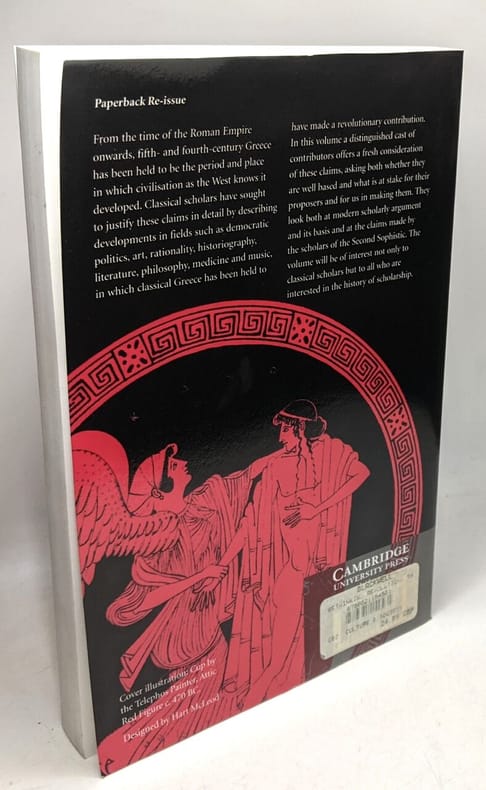 Paperback Re-issue
From the time of the Roman Empire
onwards, fifth- and fourth-century Greece
has been held to be the period and place
in which civilisation as the West knows it
developed. Classical scholars have sought
to justify these claims in detail by describing
developments in fields such as democratic
politics, art, rationality, historiography,
literature, philosophy, medicine and music,
in which classical Greece has been held to
have made a revolutionary contribution.
In this volume a distinguished cast of
contributors offers a fresh consideration
of these claims, asking both whether they
are well based and what is at stake for their
proposers and for us in making them. They
look both at modern scholarly argument
and its basis and at the claims made by
the scholars of the Second Sophistic. The
volume will be of interest not only to
classical scholars but to all who are
interested in the history of scholarship.
CAMBRIDGE
UNIVERSITY PRESS
BLACKWELL
CULTURE &
GBP
Cover illustration: Cup by
the Telephos Painter, Attic
Red Figure c. 470 BC.
Designed by Hart McLeod